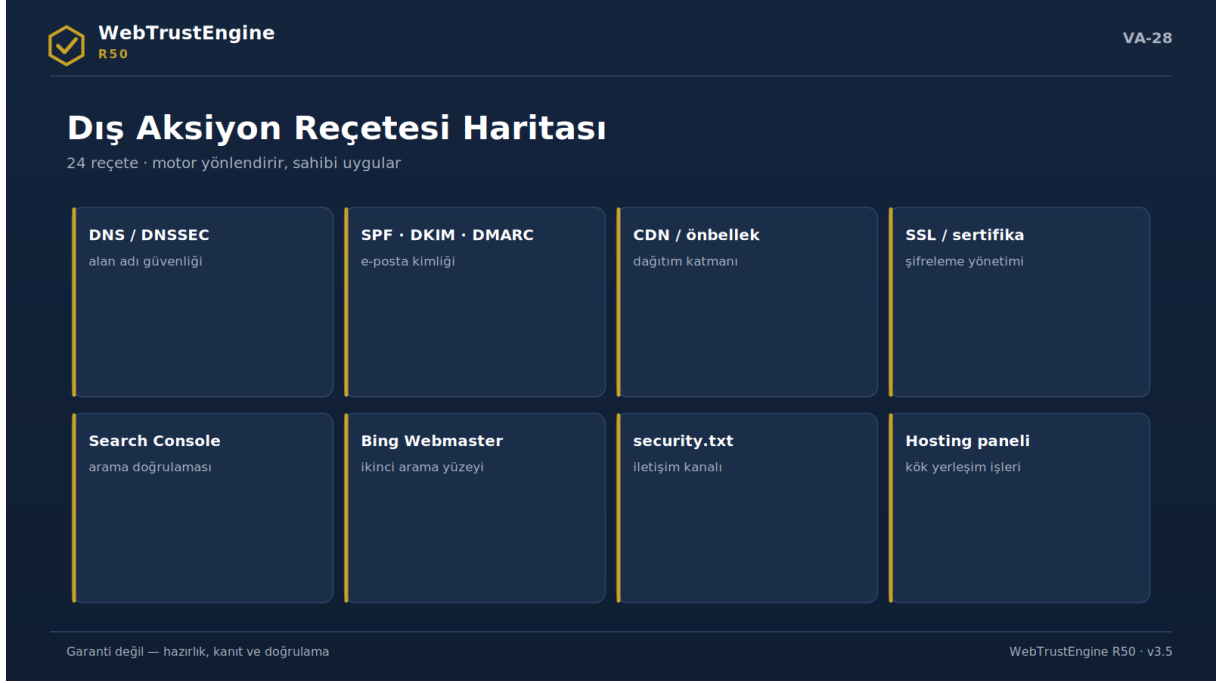 WebTrustEngine
R50
VA-28
Dış Aksiyon Reçetesi Haritası
24 reçete · motor yönlendirir, sahibi uygular
DNS / DNSSEC
alan adı güvenliği
SPF · DKIM · DMARC
e-posta kimliği
CDN / önbellek
dağıtım katmanı
SSL / sertifika
şifreleme yönetimi
Search Console
arama doğrulaması
Bing Webmaster
ikinci arama yüzeyi
security.txt
iletişim kanalı
Hosting paneli
kök yerleşim işleri
Garanti değil — hazırlık, kanıt ve doğrulama
WebTrustEngine R50 · v3.5